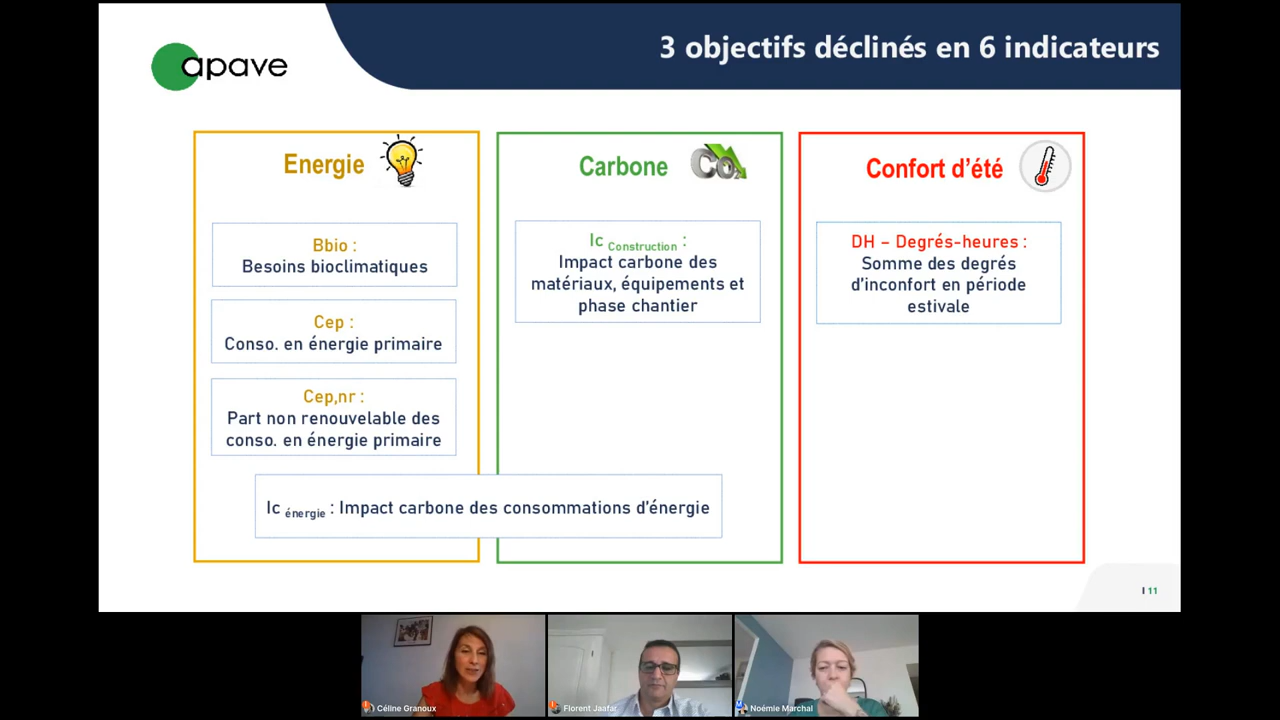 apave
3 objectifs déclinés en 6 indicateurs
Energie
Bbio :
Besoins bioclimatiques
Cep :
Conso. en énergie primaire
Cep,nr :
Part non renouvelable des
conso. en énergie primaire
Carbone
CO2
Ic Construction :
Impact carbone des
matériaux, équipements et
phase chantier
Ic énergie : Impact carbone des consommations d'énergie
Confort d'été
DH – Degrés-heures :
Somme des degrés
d'inconfort en période
estivale
I 11
Céline Granoux
Florent Jaafar
Noémie Marchal